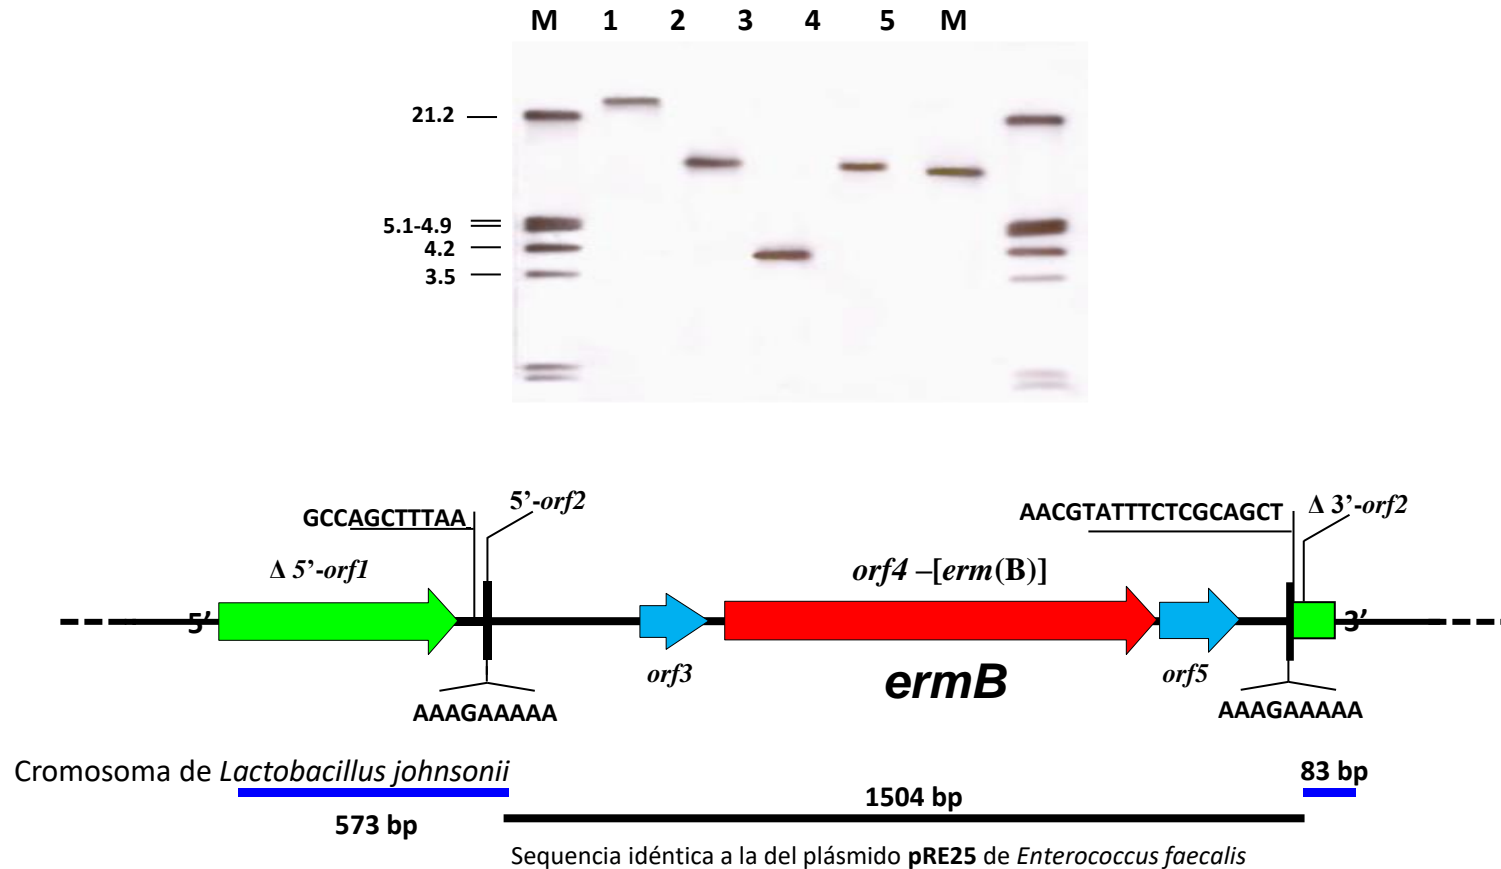 M 1 2 3 4 5 M
21.2
5.1-4.9
4.2
3.5
GCCAGCTTTAA
5’-orf2
AACGTATTTCTCGCAGCT
Δ 3’-orf2
Δ 5’-orf1
orf4 –[erm(B)]
5’
3’
orf3
ermB
orf5
AAAGAAAAA
AAAGAAAAA
Cromosoma de Lactobacillus johnsonii
83 bp
1504 bp
573 bp
Sequencia idéntica a la del plásmido pRE25 de Enterococcus faecalis